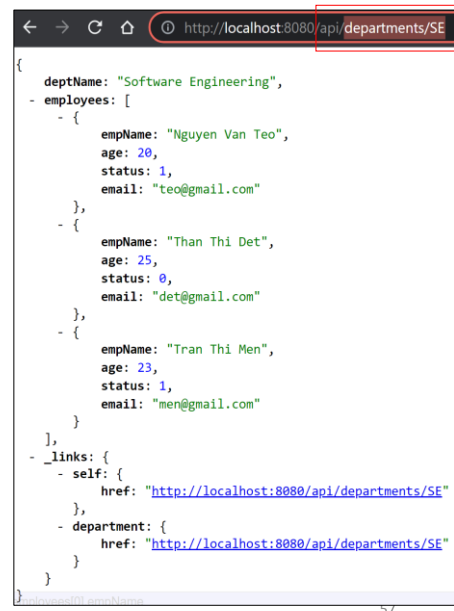 http://localhost:8080/api/departments/SE
{
deptName: "Software Engineering",
- employees: [
- {
empName: "Nguyen Van Teo",
age: 20,
status: 1,
email: "teo@gmail.com"
},
- {
empName: "Than Thi Det",
age: 25,
status: 0,
email: "det@gmail.com"
},
- {
empName: "Tran Thi Men",
age: 23,
status: 1,
email: "men@gmail.com"
}
],
- _links: {
- self: {
href: "http://localhost:8080/api/departments/SE"
},
- department: {
href: "http://localhost:8080/api/departments/SE"
}
}
}
employees[0].empName